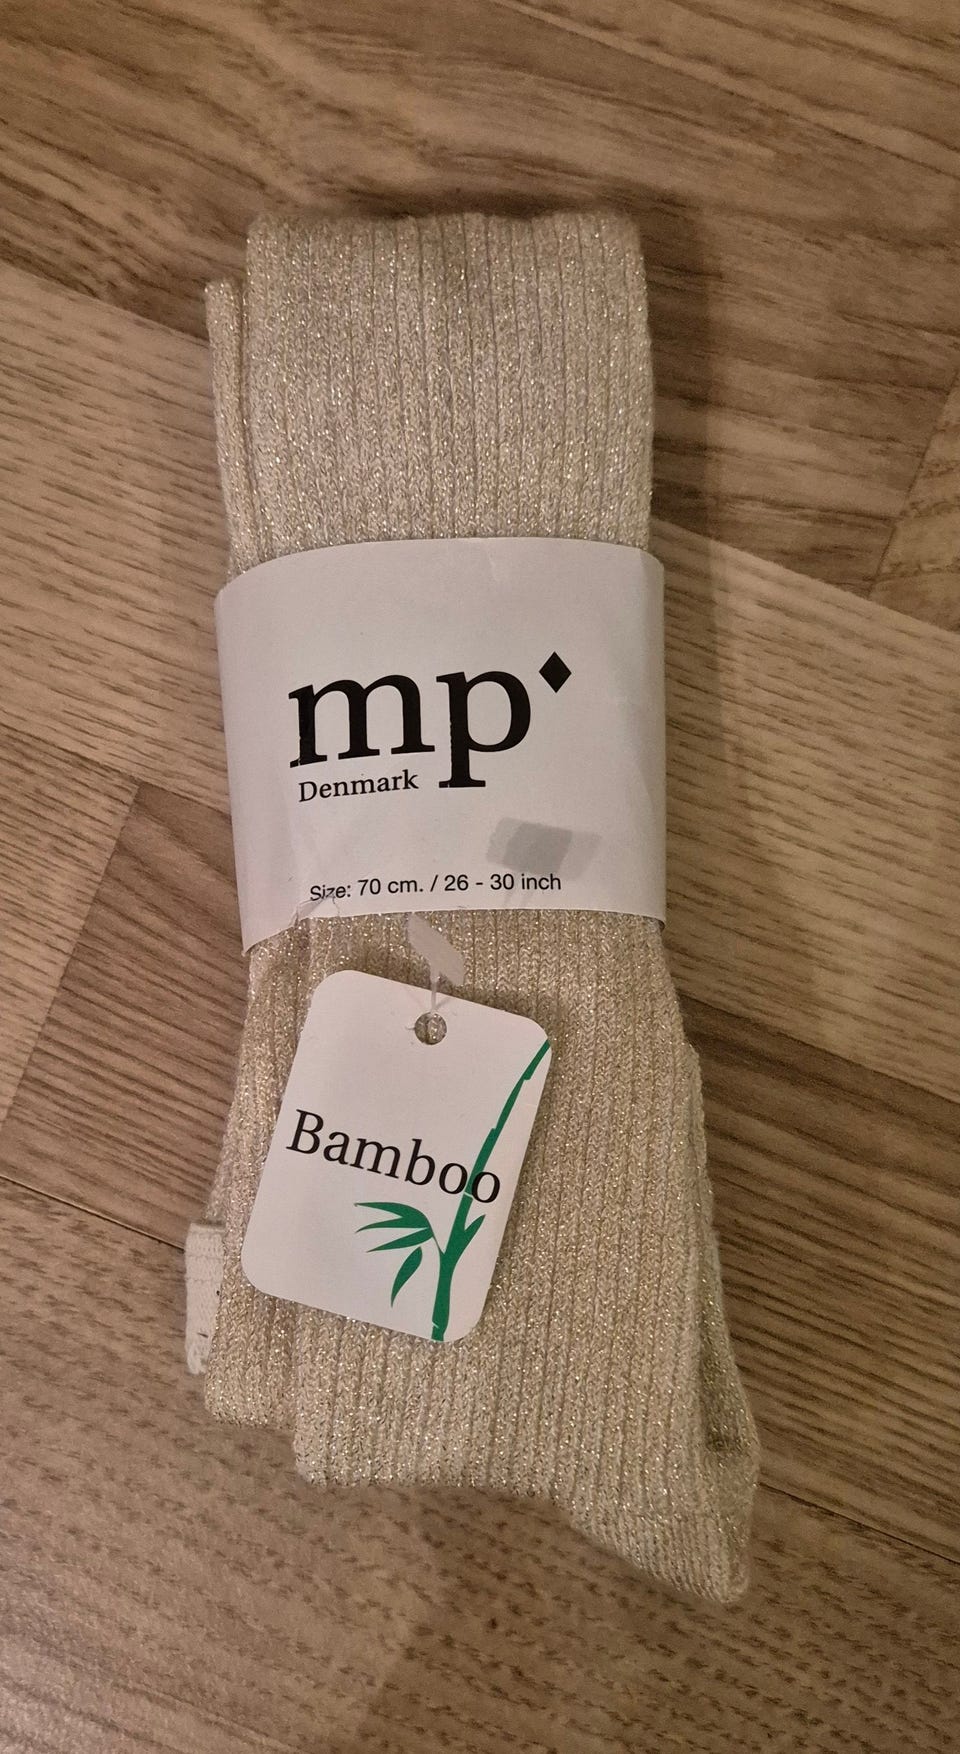 mp
Denmark
Size: 70 cm. / 26 - 30 inch
Bamboo